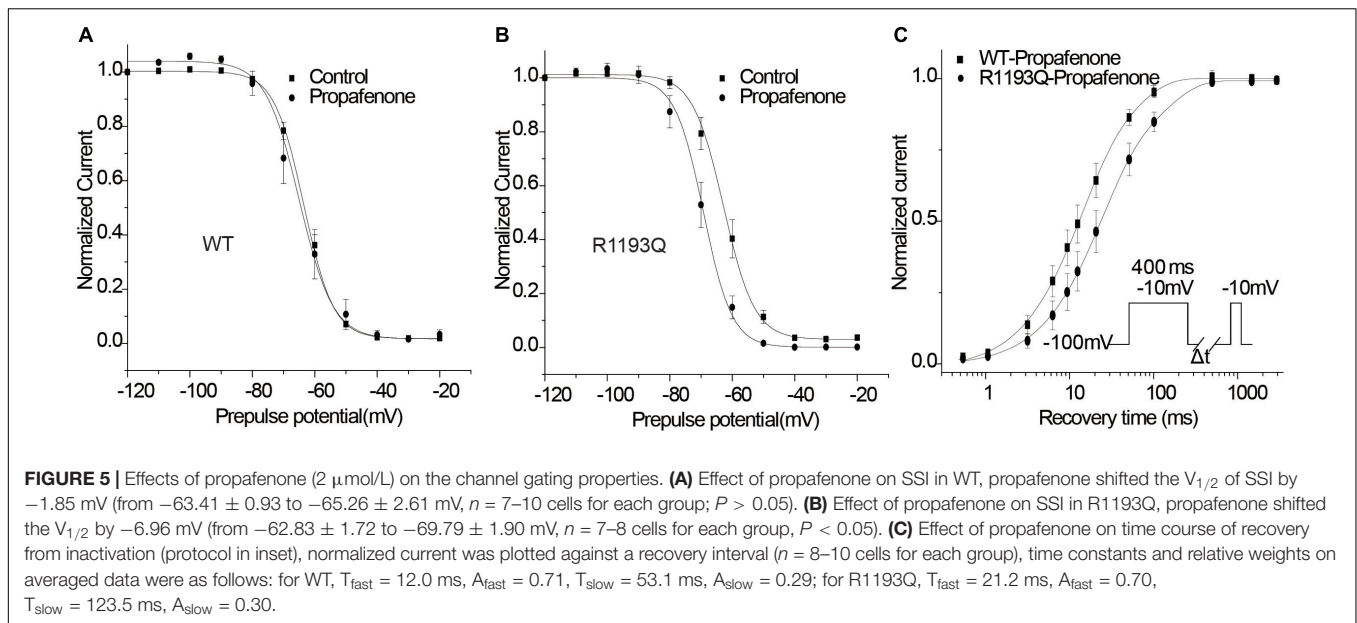 A
1.0
0.8
0.6
0.4
0.2
0.0
Normalized Current
Control
Propafenone
WT
-120 -100 -80 -60 -40 -20
Prepulse potential(mV)
B
1.0
0.8
0.6
0.4
0.2
0.0
Normalized Current
Control
Propafenone
R1193Q
-120 -100 -80 -60 -40 -20
Prepulse potential(mV)
C
WT-Propafenone
R1193Q-Propafenone
1.0
0.5
0.0
Normalized current
400 ms
-10mV
-10mV
-100mV
Δt
1 10 100 1000
Recovery time (ms)
FIGURE 5 | Effects of propafenone (2 μmol/L) on the channel gating properties. (A) Effect of propafenone on SSI in WT, propafenone shifted the V1/2 of SSI by
−1.85 mV (from −63.41 ± 0.93 to −65.26 ± 2.61 mV, n = 7–10 cells for each group; P > 0.05). (B) Effect of propafenone on SSI in R1193Q, propafenone shifted
the V1/2 by −6.96 mV (from −62.83 ± 1.72 to −69.79 ± 1.90 mV, n = 7–8 cells for each group, P < 0.05). (C) Effect of propafenone on time course of recovery
from inactivation (protocol in inset), normalized current was plotted against a recovery interval (n = 8–10 cells for each group), time constants and relative weights on
averaged data were as follows: for WT, Tfast = 12.0 ms, Afast = 0.71, Tslow = 53.1 ms, Aslow = 0.29; for R1193Q, Tfast = 21.2 ms, Afast = 0.70,
Tslow = 123.5 ms, Aslow = 0.30.